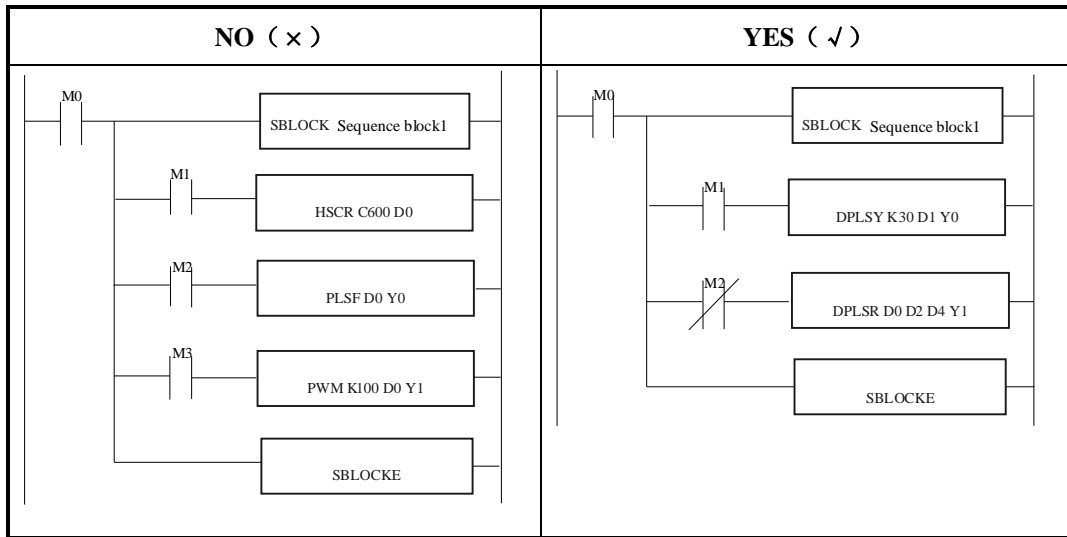 NO（×）
M0
SBLOCK Sequence block1
M1
HSCR C600 D0
M2
PLSF D0 Y0
M3
PWM K100 D0 Y1
SBLOCKE
YES（√）
M0
SBLOCK Sequence block1
M1
DPLSY K30 D1 Y0
M2
DPLSR D0 D2 D4 Y1
SBLOCKE